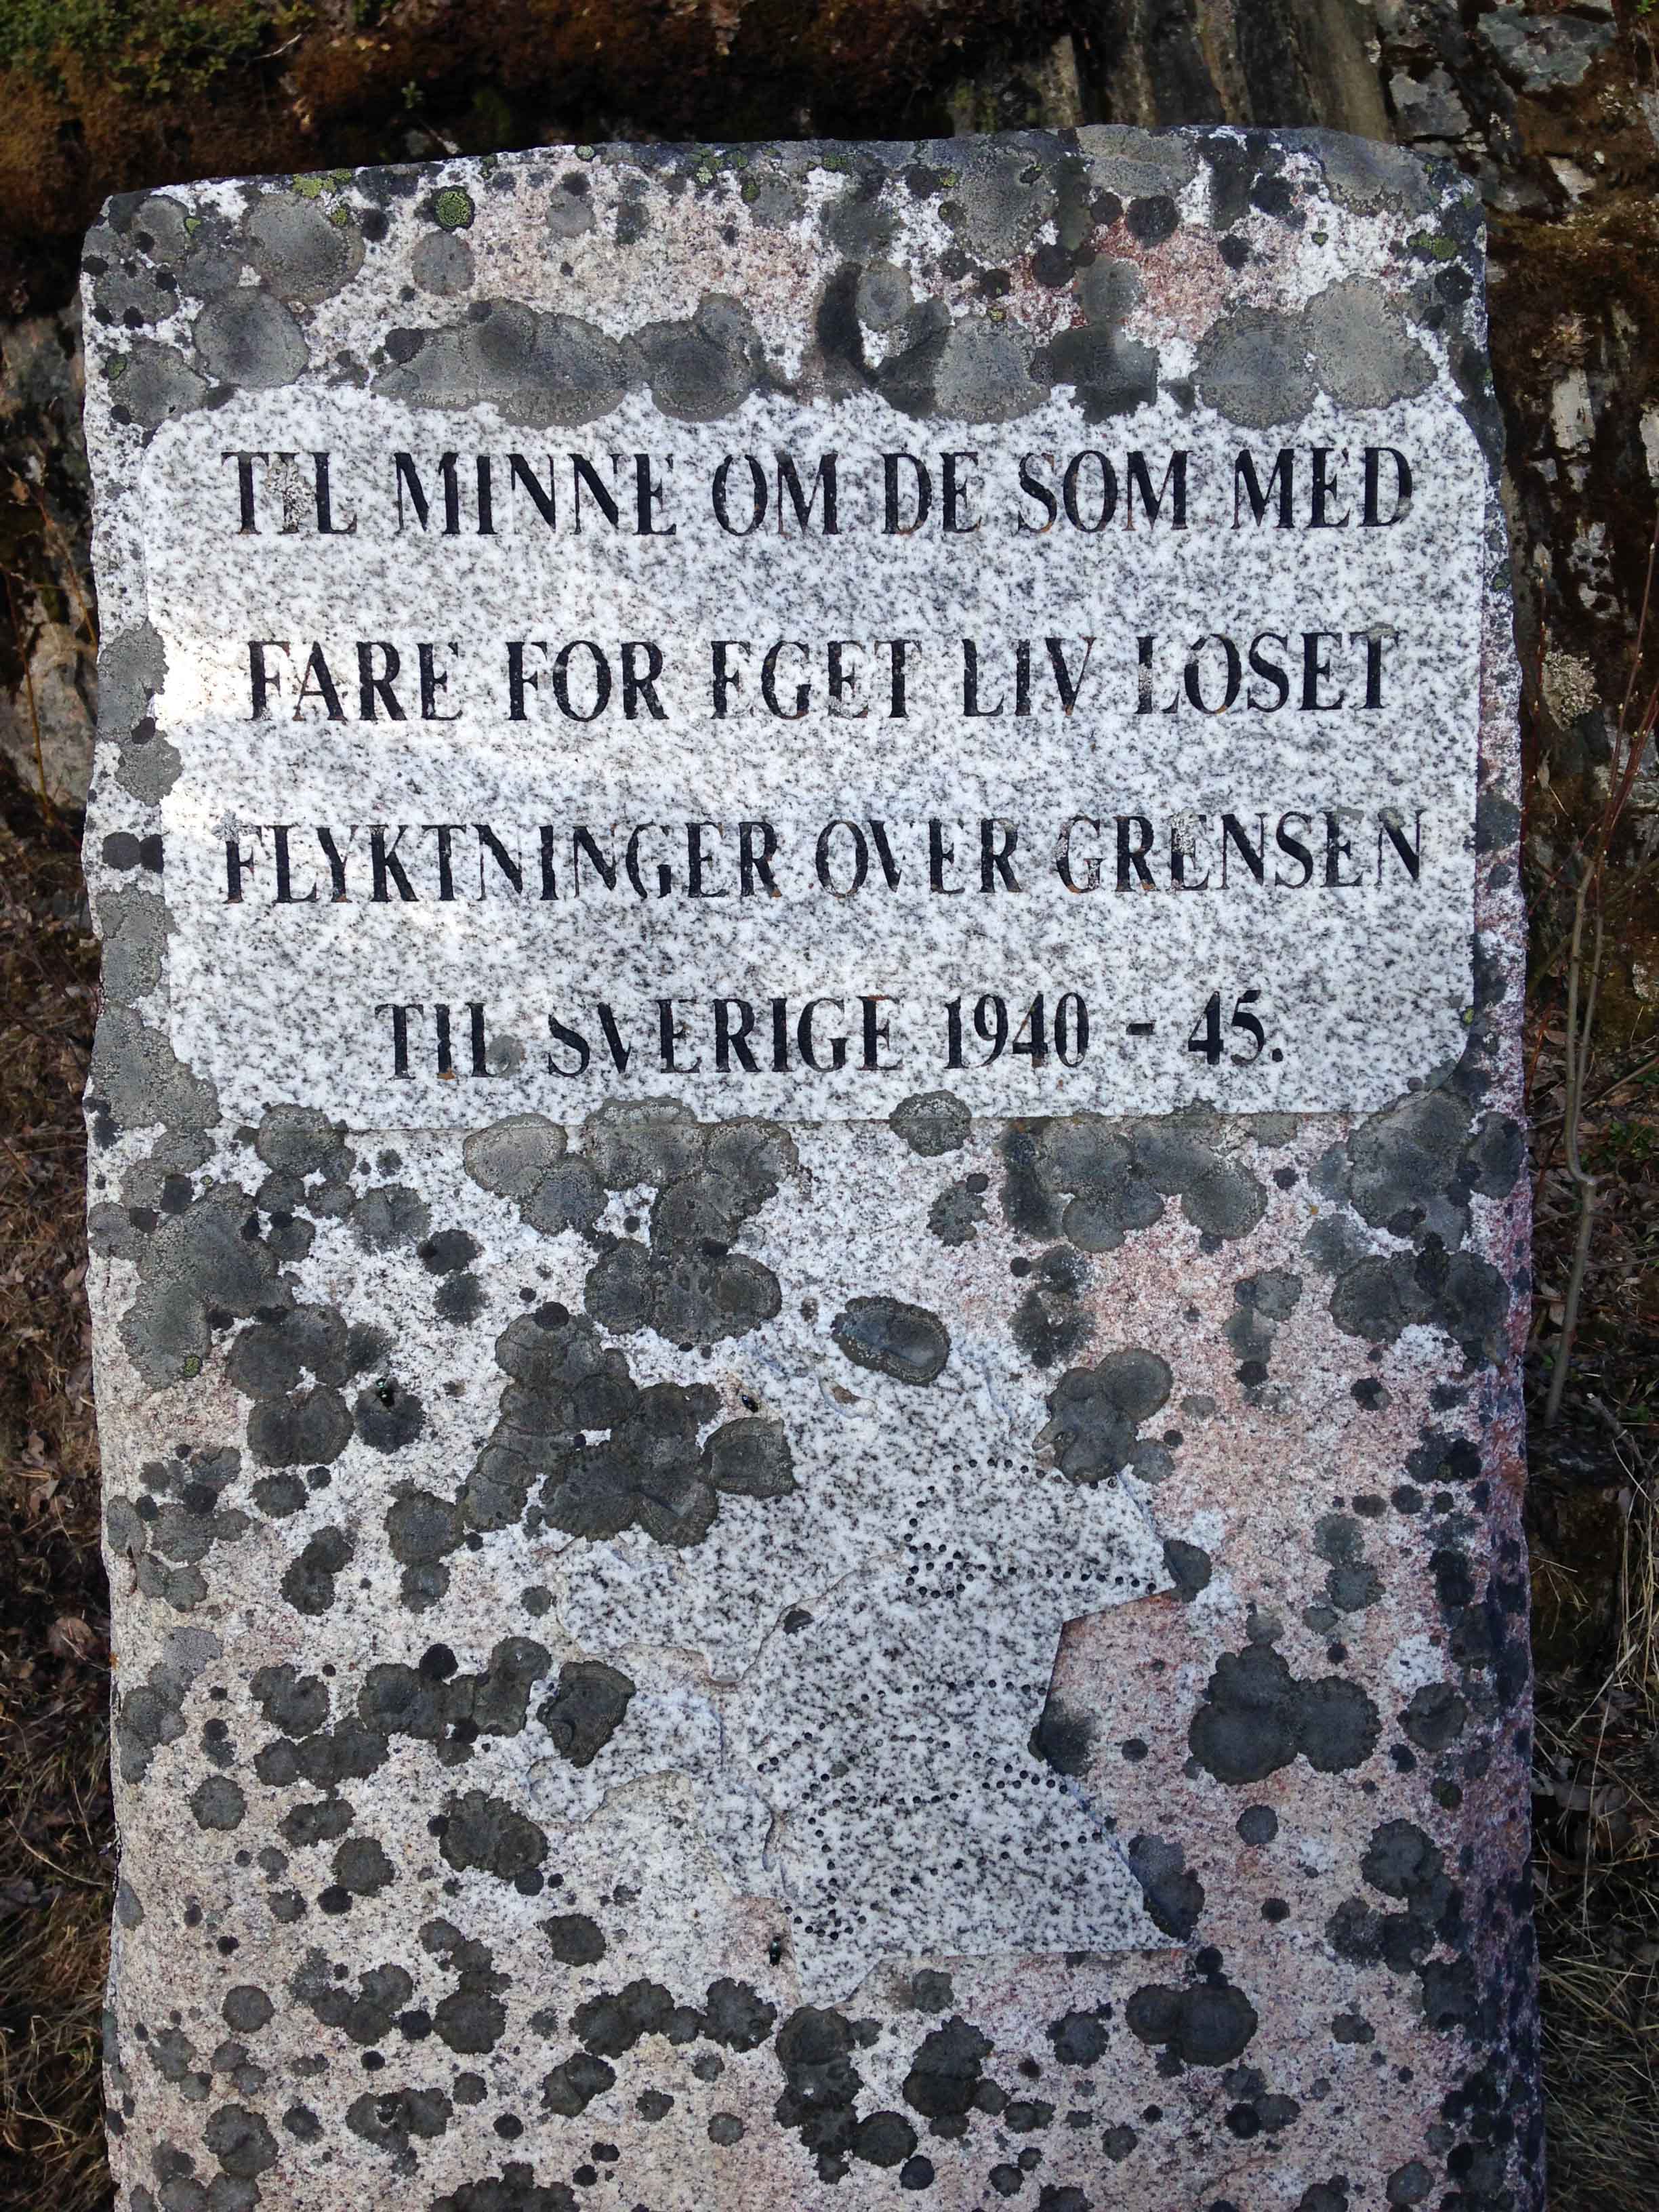 TIL MINNE OM DE SOM MED
FARE FOR EGET LIV LOSET
FLYKTNINGER OVER GRENSEN
TIL SVERIGE 1940 - 45.